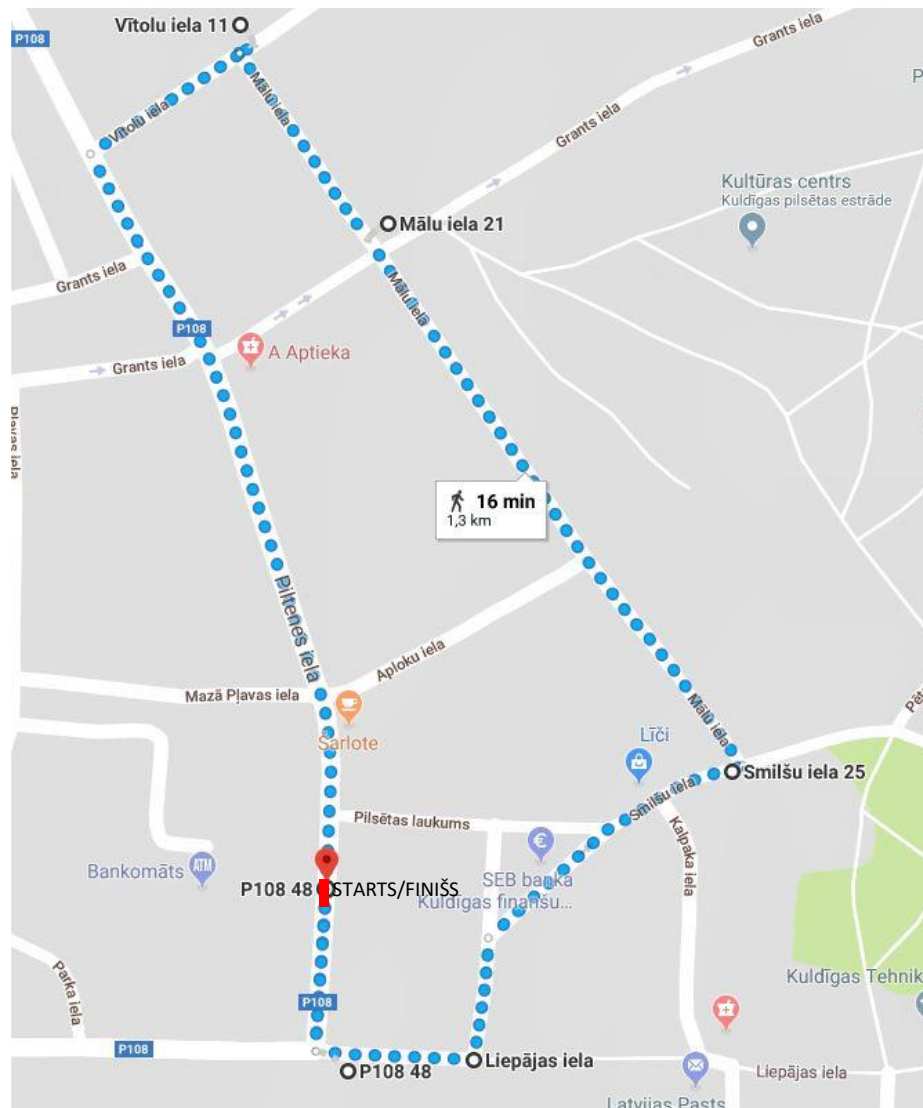 Vītolu iela 11
P108
Grants iela
Mālu iela
Vītolu iela
Grants iela
Kultūras centrs
Kuldīgas pilsētas estrāde
Mālu iela 21
Grants iela
Mālu iela
P108
A Aptieka
Grants iela
Pļavas iela
16 min
1,3 km
Piltenes iela
Aploku iela
Mazā Pļavas iela
Mālu iela
Šarlote
Līči
Smilšu iela 25
Smilšu iela
Pilsētas laukums
Kalpaka iela
Bankomāts
ATM
€
SEB banka
Kuldīgas finanšu...
P108 48
STARTS/FINIŠS
Parka iela
Kuldīgas Tehnik
P108
P108
Liepājas iela
P108 48
Liepājas iela
Latvijas Pasts